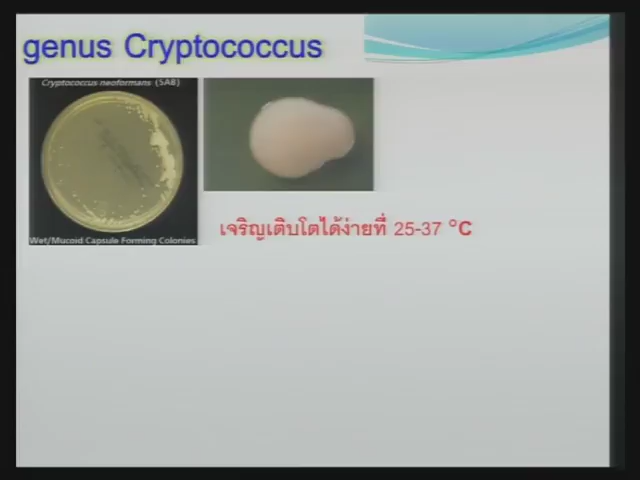 genus Cryptococcus
Cryptococcus neoformans (SAB)
Wet/Mucoid Capsule Forming Colonies
เจริญเติบโตได้ง่ายที่ 25-37 °C